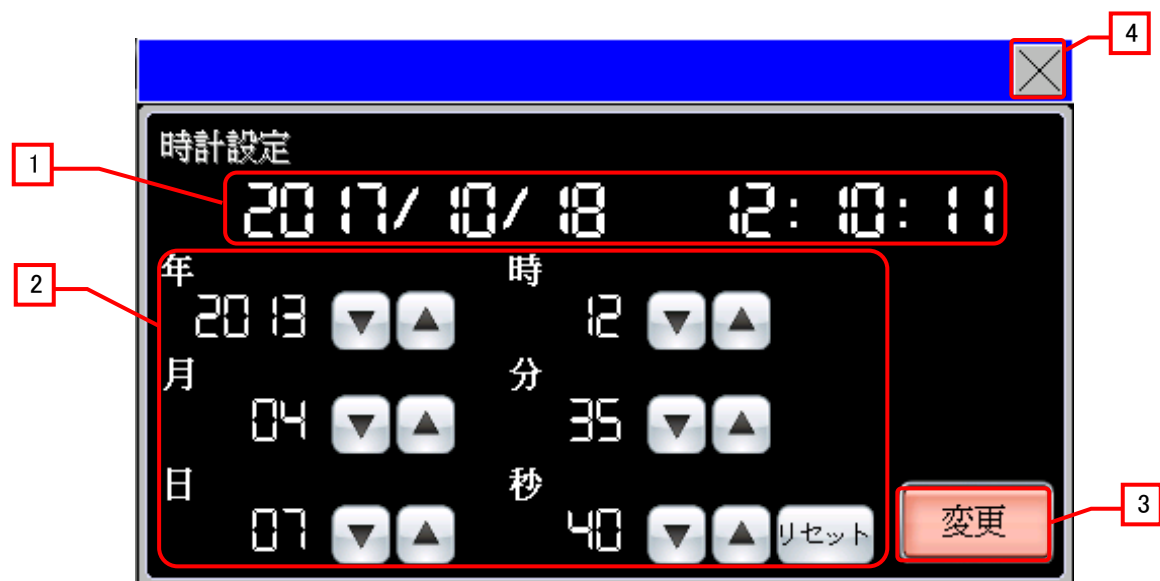 4
時計設定
1
2017/10/18 12:10:11
2
年 時
2013 ▼ ▲ 12 ▼ ▲
月 分
04 ▼ ▲ 35 ▼ ▲
日 秒
07 ▼ ▲ 40 ▼ ▲ リセット
変更
3